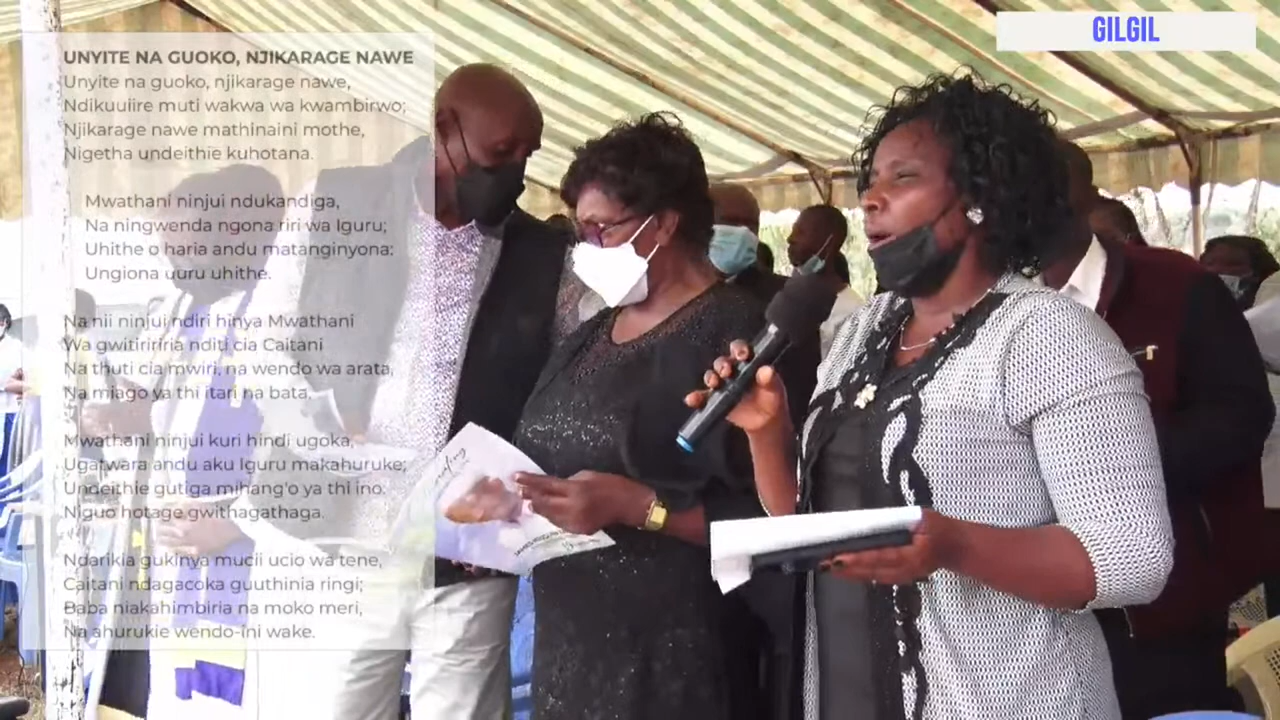 GILGIL
UNYITE NA GUOKO, NJIKARAGE NAWE
Unyite na guoko, njikarage nawe,
Ndikuuiire muti wakwa wa kwambirwo;
Njikarage nawe mathinaini mothe,
Nigetha undeithie kuhotana.
Mwathani ninjui ndukandiga,
Na ningwenda ngona riri wa Iguru;
Uhithe o haria andu matanginyona:
Ungiona uuru uhithe.
Na nii ninjui ndiri hinya Mwathani
Wa gwitiririria nditi cia Caitani
Na thuti cia mwiri, na wendo wa arata,
Na miago ya thi itari na bata.
Mwathani ninjui kuri hindi ugoka,
Ugatwara andu aku Iguru makahuruke;
Undeithie gutiga mihang'o ya thi ino.
Niguo hotage gwithagathaga.
Ndarikia gukinya mucii ucio wa tene,
Caitani ndagacoka guuthinia ringi;
Baba niakahimbiria na moko meri,
Na ahurukie wendo-ini wake.